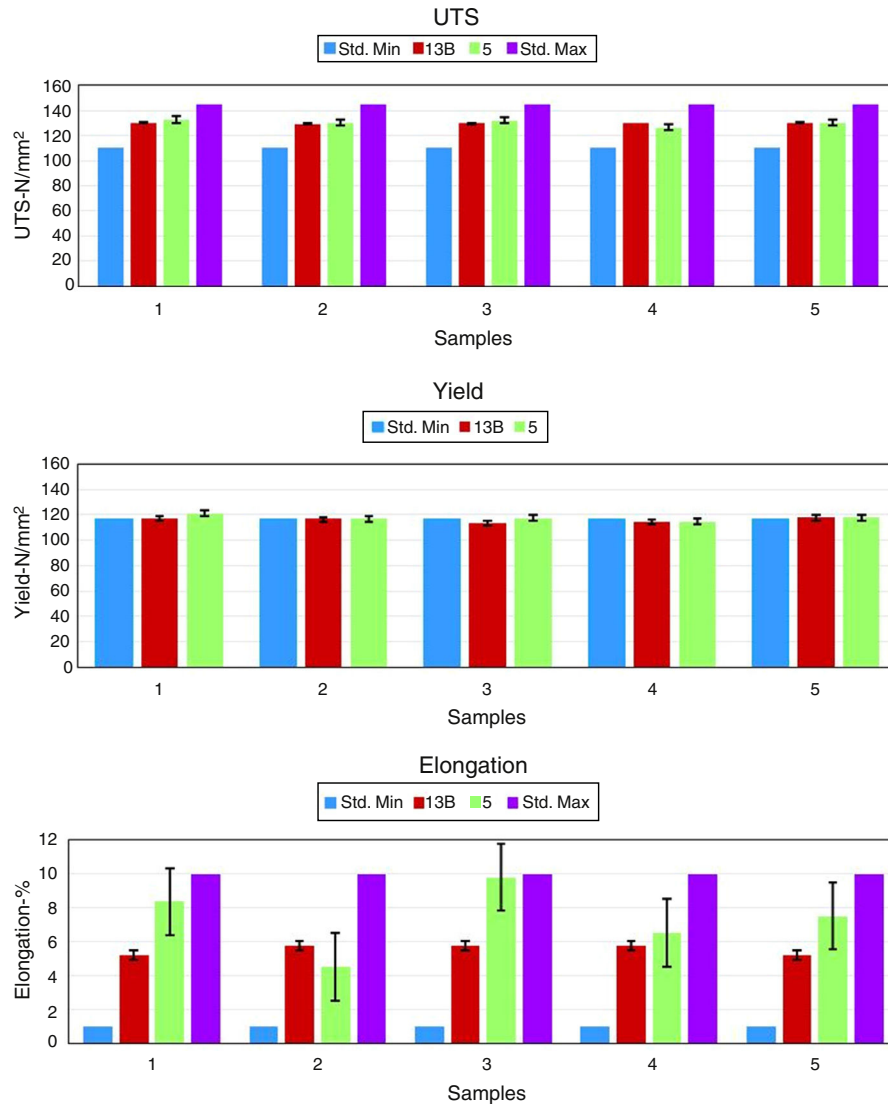 UTS
Std. Min 13B 5 Std. Max
160
140
120
100
80
60
40
20
0
UTS-N/mm²
1 2 3 4 5
Samples
Yield
Std. Min 13B 5
160
140
120
100
80
60
40
20
0
Yield-N/mm²
1 2 3 4 5
Samples
Elongation
Std. Min 13B 5 Std. Max
12
10
8
6
4
2
0
Elongation-%
1 2 3 4 5
Samples